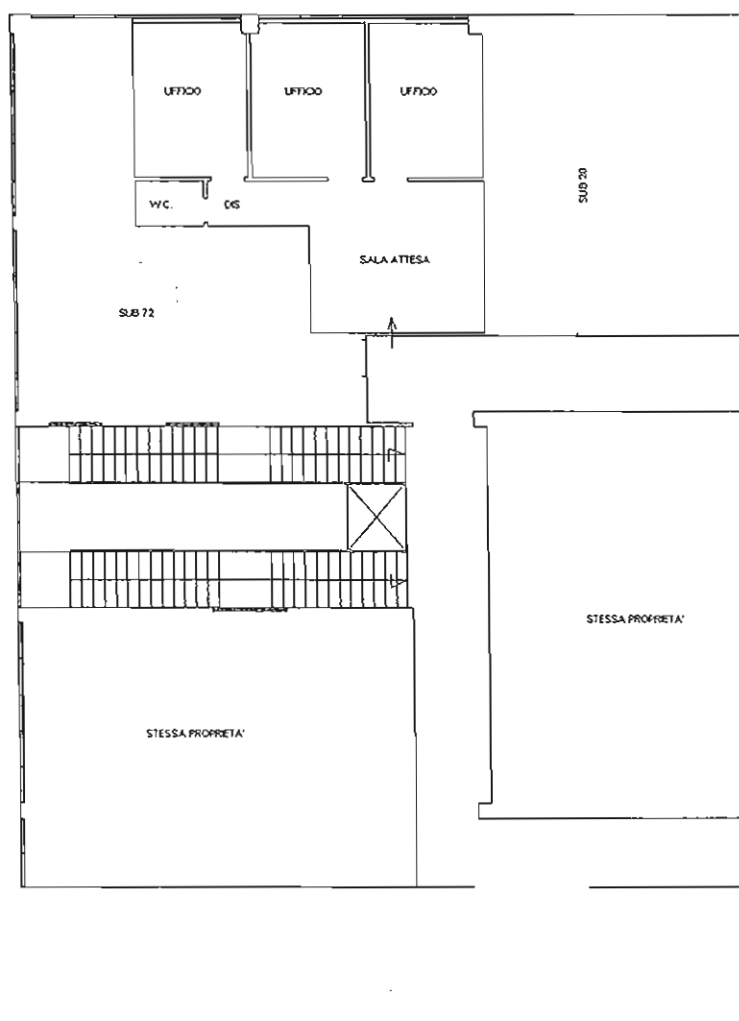 UFFICIO
UFFICIO
UFFICIO
SUB 20
W.C.
DIS
SALA ATTESA
SUB 72
STESSA PROPRIETA'
STESSA PROPRIETA'